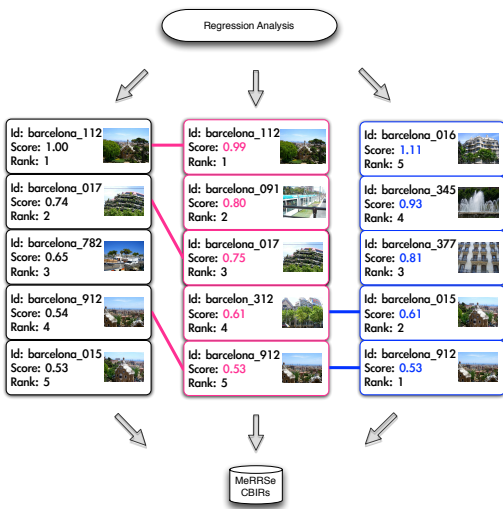 Regression Analysis
Id: barcelona_112
Score: 1.00
Rank: 1
Id: barcelona_017
Score: 0.74
Rank: 2
Id: barcelona_782
Score: 0.65
Rank: 3
Id: barcelona_912
Score: 0.54
Rank: 4
Id: barcelona_015
Score: 0.53
Rank: 5
Id: barcelona_112
Score: 0.99
Rank: 1
Id: barcelona_091
Score: 0.80
Rank: 2
Id: barcelona_017
Score: 0.75
Rank: 3
Id: barcelon_312
Score: 0.61
Rank: 4
Id: barcelona_912
Score: 0.53
Rank: 5
Id: barcelona_016
Score: 1.11
Rank: 5
Id: barcelona_345
Score: 0.93
Rank: 4
Id: barcelona_377
Score: 0.81
Rank: 3
Id: barcelona_015
Score: 0.61
Rank: 2
Id: barcelona_912
Score: 0.53
Rank: 1
MeRRSe
CBIRs